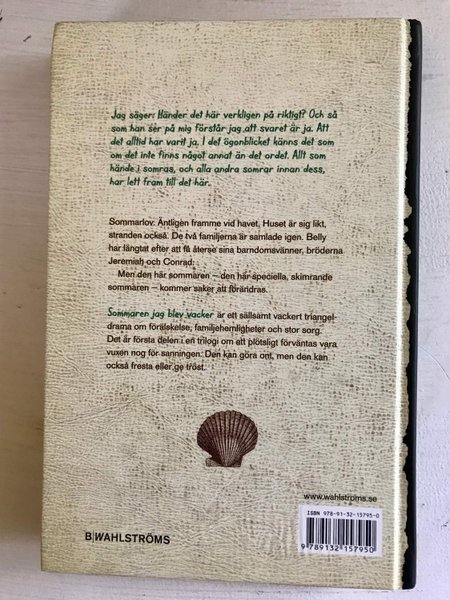 Jag säger: Händer det här verkligen på riktigt? Och så
som han ser på mig förstår jag att svaret är ja. Att
det alltid har varit ja. I det ögonblicket känns det som
om det inte finns något annat än det ordet. Allt som
hände i somras, och alla andra somrar innan dess,
har lett fram till det här.
Sommarlov. Äntligen framme vid havet. Huset är sig likt,
stranden också. De två familjerna är samlade igen. Belly
har längtat efter att få återse sina barndomsvänner, bröderna
Jeremiah och Conrad.
Men den här sommaren – den här speciella, skimrande
sommaren – kommer saker att förändras.
Sommaren jag blev vacker är ett sällsamt vackert triangel-
drama om förälskelse, familjehemligheter och stor sorg.
Det är första delen i en trilogi om att plötsligt förväntas vara
vuxen nog för sanningen. Den kan göra ont, men den kan
också fresta eller ge tröst.
www.wahlstroms.se
ISBN 978-91-32-15795-0
9 789132 157950
B WAHLSTRÖMS